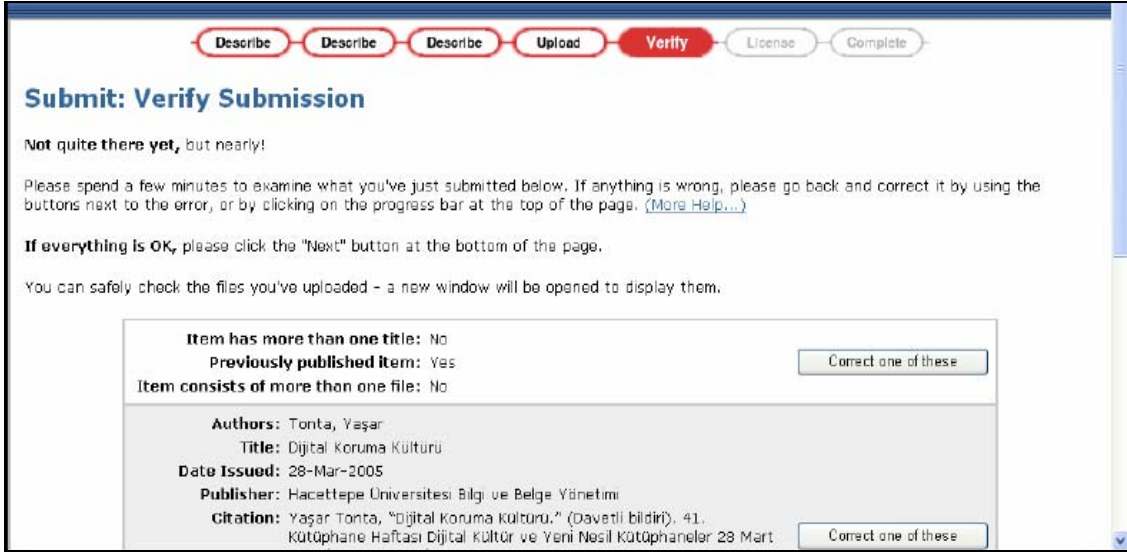 Describe Describe Describe Upload Verify License Complete
Submit: Verify Submission
Not quite there yet, but nearly!
Please spend a few minutes to examine what you've just submitted below. If anything is wrong, please go back and correct it by using the
buttons next to the error, or by clicking on the progress bar at the top of the page. (More Help...)
If everything is OK, please click the "Next" button at the bottom of the page.
You can safely check the files you've uploaded - a new window will be opened to display them.
Item has more than one title: No
Previously published item: Yes
Correct one of these
Item consists of more than one file: No
Authors: Tonta, Yaşar
Title: Dijital Koruma Kültürü
Date Issued: 28-Mar-2005
Publisher: Hacettepe Üniversitesi Bilgi ve Belge Yönetimi
Citation: Yaşar Tonta, "Dijital Koruma Kültürü." (Davetli bildiri). 41.
Kütüphane Haftası Dijital Kültür ve Yeni Nesil Kütüphaneler 28 Mart
Correct one of these